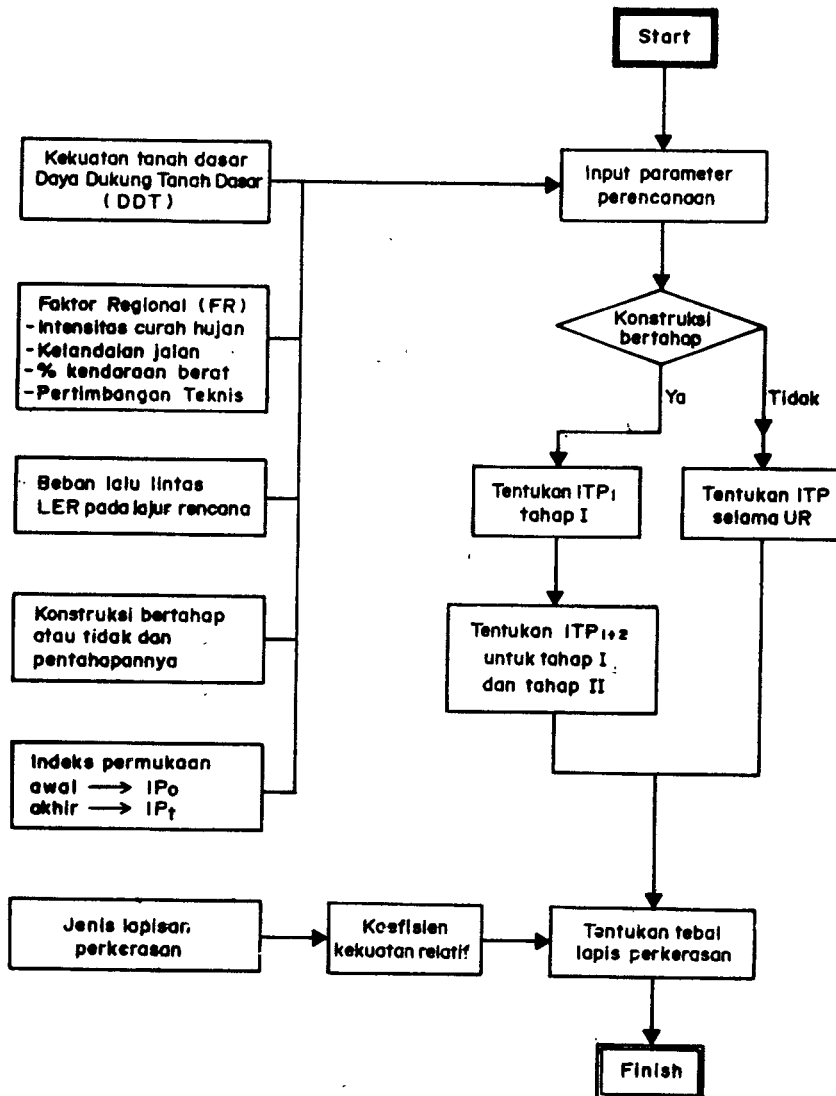 Start
Input parameter
perencanaan
Kekuatan tanah dasar
Daya Dukung Tanah Dasar
(DDT)
Faktor Regional (FR)
-Intensitas curah hujan
-Kelandaian jalan
-% kendaraan berat
-Pertimbangan Teknis
Beban lalu lintas
LER pada lajur rencana
Konstruksi bertahap
atau tidak dan
pentahapannya
Indeks permukaan
awal → IP₀
akhir → IPₜ
Konstruksi
bertahap
Ya
Tidak
Tentukan ITP₁
tahap I
Tentukan ITP
selama UR
Tentukan ITP₁₊₂
untuk tahap I
dan tahap II
Jenis lapisan
perkerasan
Koefisien
kekuatan relatif
Tentukan tebal
lapis perkerasan
Finish